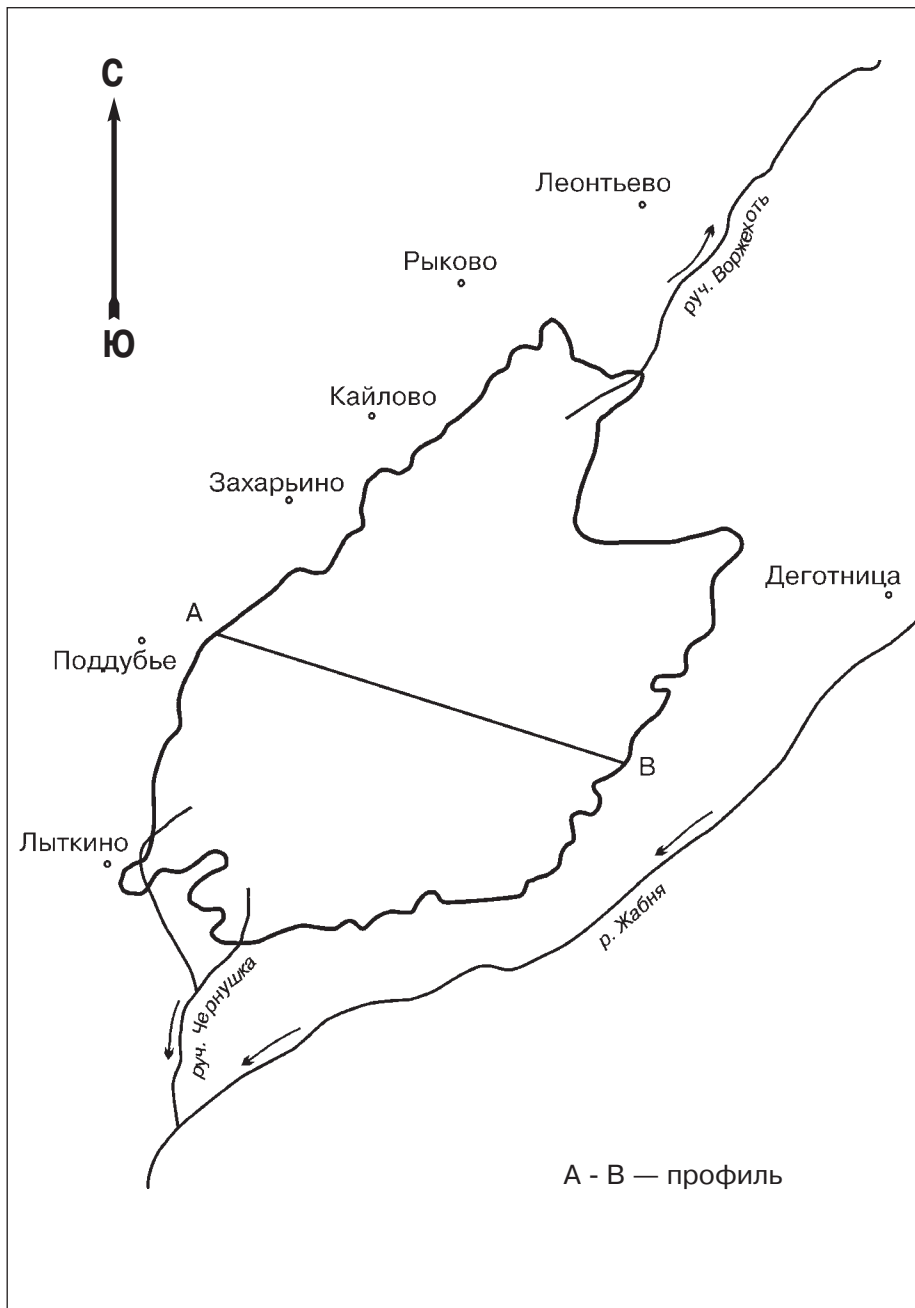 С
Ю
Леонтьево
руч. Воржехоть
Рыково
Кайлово
Захарьино
Деготница
А
Поддубье
В
Лыткино
р. Жабня
руч. Чернушка
А - В — профиль